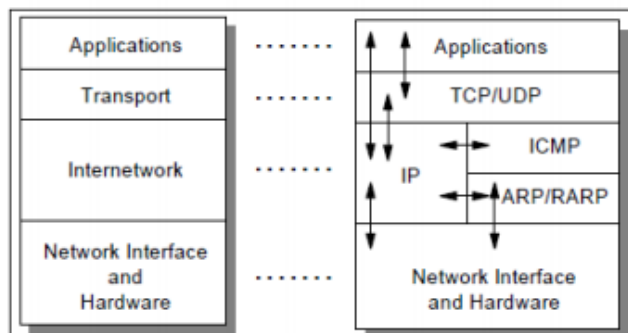 Applications
Transport
Internetwork
Network Interface
and
Hardware
Applications
TCP/UDP
ICMP
IP
ARP/RARP
Network Interface
and Hardware